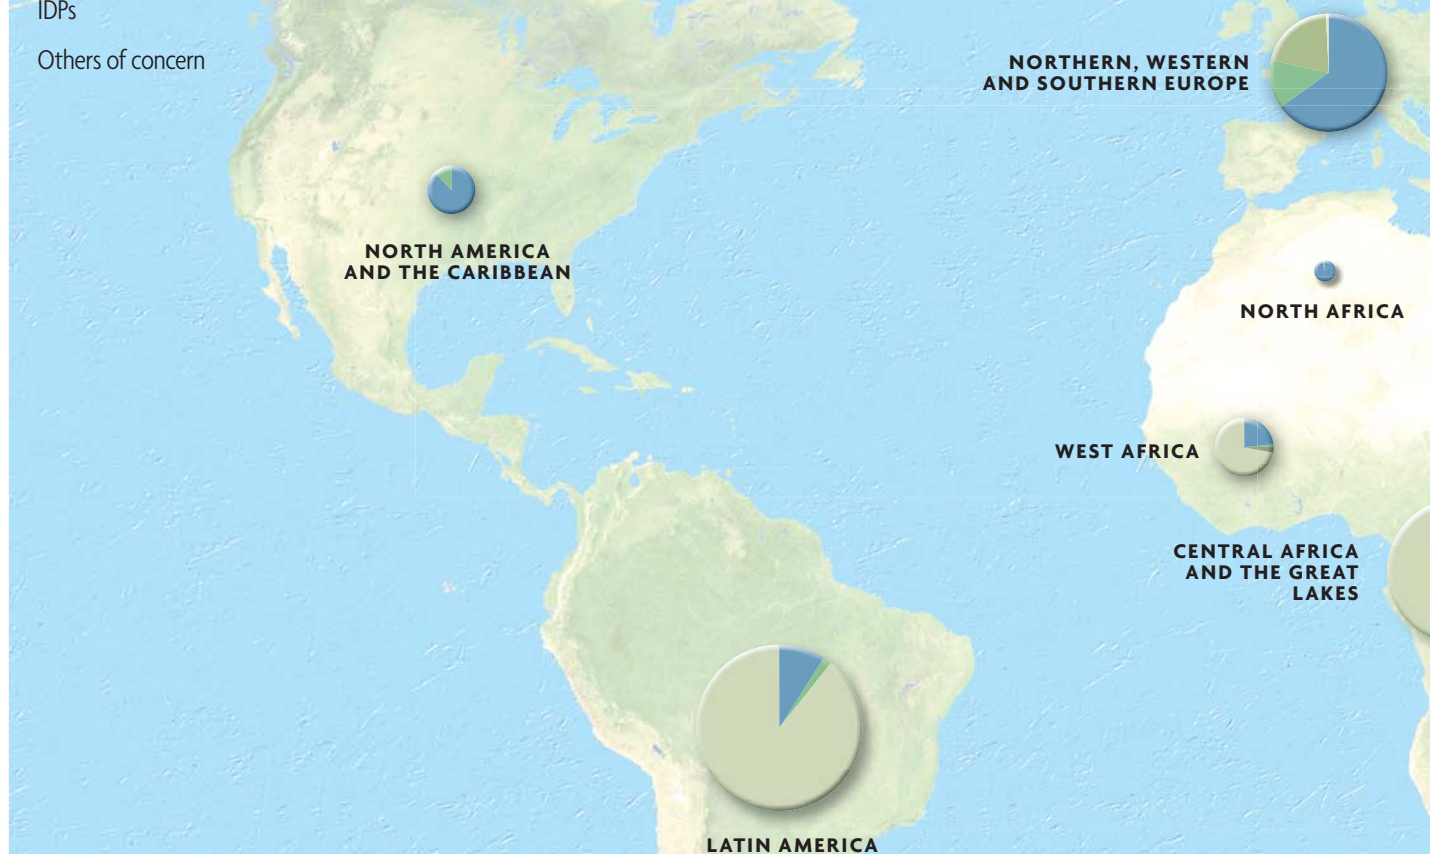 IDPs
Others of concern
NORTHERN, WESTERN
AND SOUTHERN EUROPE
NORTH AMERICA
AND THE CARIBBEAN
NORTH AFRICA
WEST AFRICA
CENTRAL AFRICA
AND THE GREAT
LAKES
LATIN AMERICA